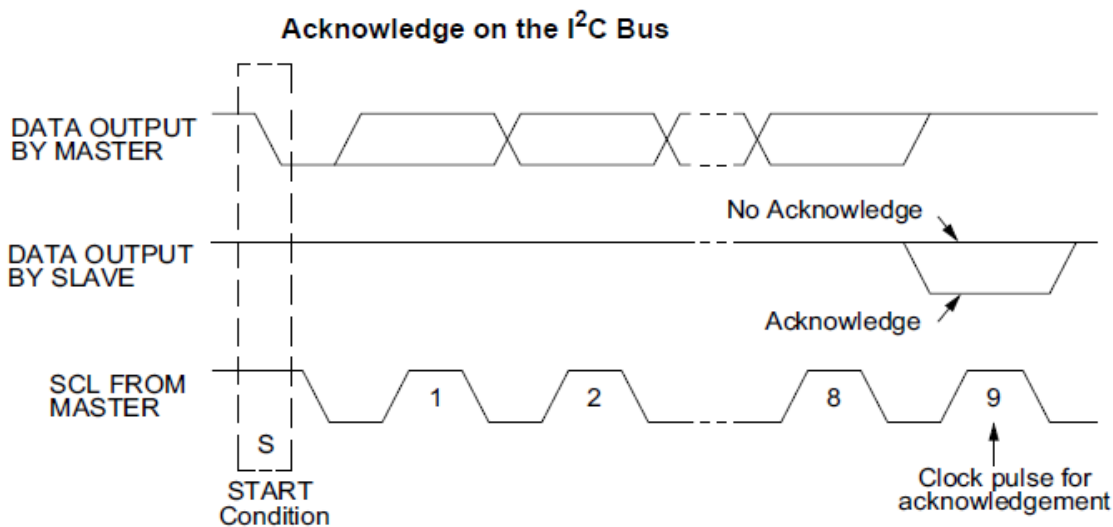 Acknowledge on the I²C Bus
DATA OUTPUT
BY MASTER
No Acknowledge
DATA OUTPUT
BY SLAVE
Acknowledge
SCL FROM
MASTER
1
2
8
9
S
START
Condition
Clock pulse for
acknowledgement